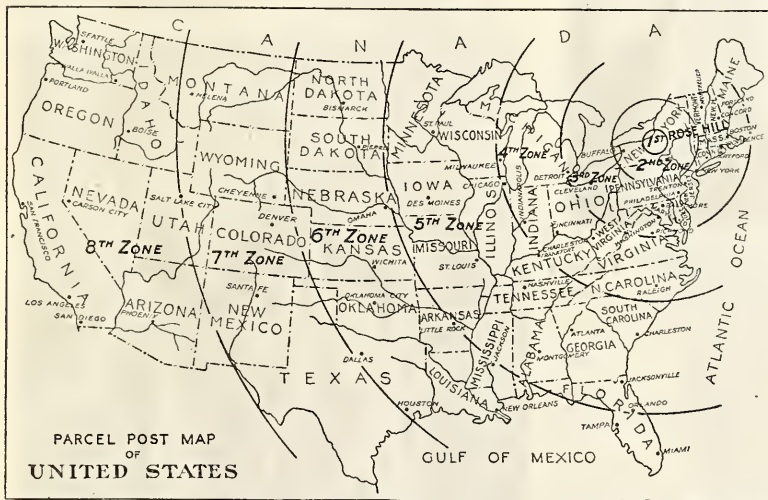 C A N A D A
SEATTLE
WASHINGTON
WALLA WALLA
PORTLAND
OREGON
IDAHO
BOISE
MONTANA
HELENA
NORTH
DAKOTA
BISMARCK
SOUTH
DAKOTA
PIERRE
MINNESOTA
ST. PAUL
WISCONSIN
MILWAUKEE
MICHIGAN
4TH ZONE
DETROIT
3RD ZONE
BUFFALO
NEW YORK
1ST ROSE HILL
2ND ZONE
VERMONT
MAINE
PORTLAND
CONCORD
BOSTON
HARTFORD
NEW YORK
WYOMING
CHEYENNE
NEBRASKA
OMAHA
IOWA
DES MOINES
CHICAGO
ILLINOIS
INDIANAPOLIS
INDIANA
CLEVELAND
OHIO
CINCINNATI
PENNSYLVANIA
TRENTON
PHILADELPHIA
CALIFORNIA
SAN FRANCISCO
NEVADA
CARSON CITY
SALT LAKE CITY
UTAH
8TH ZONE
DENVER
COLORADO
7TH ZONE
6TH ZONE
KANSAS
WICHITA
5TH ZONE
MISSOURI
ST. LOUIS
CHARLESTON
FRANKFORT
KENTUCKY
WEST
VIRGINIA
WASHINGTON
VIRGINIA
LOS ANGELES
SAN DIEGO
ARIZONA
PHOENIX
SANTA FE
NEW
MEXICO
OKLAHOMA CITY
OKLAHOMA
ARKANSAS
LITTLE ROCK
NASHVILLE
TENNESSEE
N. CAROLINA
RALEIGH
SOUTH
CAROLINA
CHARLESTON
ATLANTA
GEORGIA
ALABAMA
MONTGOMERY
MISSISSIPPI
JACKSON
DALLAS
TEXAS
HOUSTON
LOUISIANA
NEW ORLEANS
FLORIDA
JACKSONVILLE
ORLANDO
TAMPA
MIAMI
ATLANTIC OCEAN
GULF OF MEXICO
PARCEL POST MAP
OF
UNITED STATES